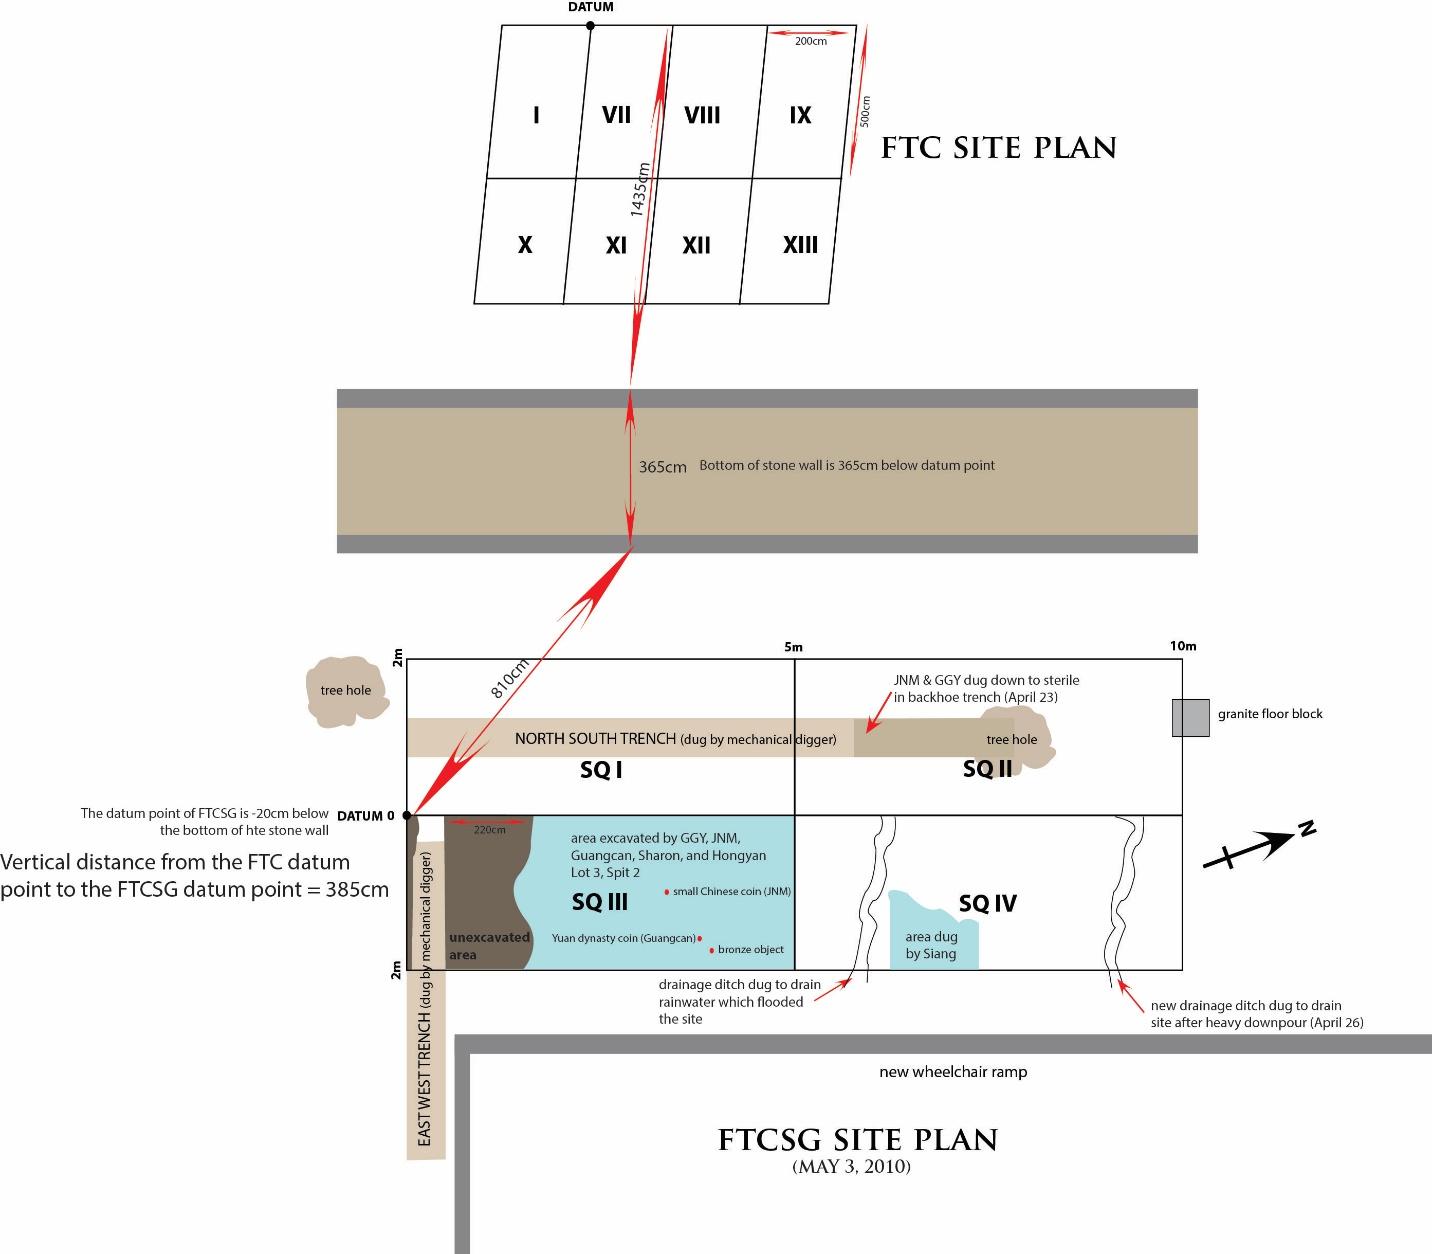 DATUM
200cm
500cm
I
VII
VIII
IX
FTC SITE PLAN
1435cm
X
XI
XII
XIII
365cm
Bottom of stone wall is 365cm below datum point
810cm
tree hole
2m
5m
10m
JNM & GGY dug down to sterile
in backhoe trench (April 23)
granite floor block
NORTH SOUTH TRENCH (dug by mechanical digger)
tree hole
SQ I
SQ II
The datum point of FTCSG is -20cm below
the bottom of hte stone wall
DATUM 0
Vertical distance from the FTC datum
point to the FTCSG datum point = 385cm
220cm
area excavated by GGY, JNM,
Guangcan, Sharon, and Hongyan
Lot 3, Spit 2
SQ III
small Chinese coin (JNM)
Yuan dynasty coin (Guangcan)
bronze object
unexcavated
area
SQ IV
area dug
by Siang
N
2m
EAST WEST TRENCH (dug by mechanical digger)
drainage ditch dug to drain
rainwater which flooded
the site
new drainage ditch dug to drain
site after heavy downpour (April 26)
new wheelchair ramp
FTCSG SITE PLAN
(MAY 3, 2010)